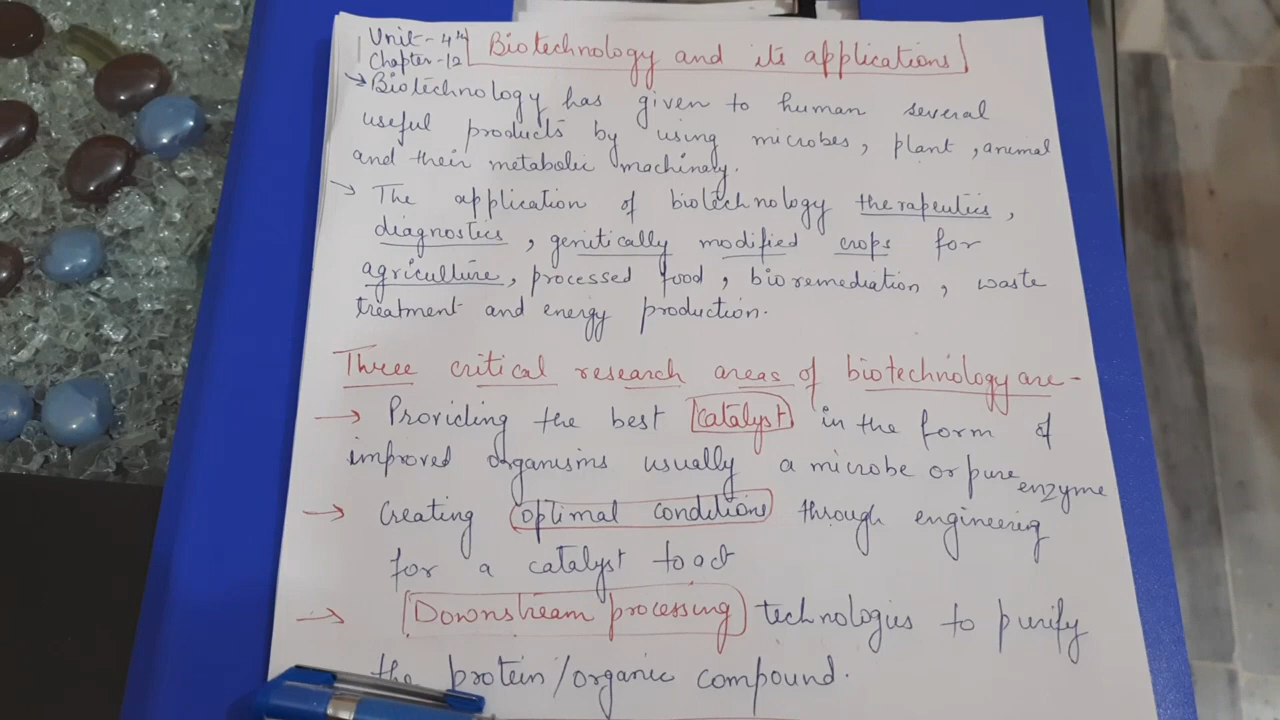 Unit-4th
Chapter-12
Biotechnology and its applications
→ Biotechnology has given to human several
useful products by using microbes, plant, animal
and their metabolic machinery.
→ The application of biotechnology therapeutics,
diagnostics, genitically modified crops for
agriculture, processed food, bioremediation, waste
treatment and energy production.
Three critical research areas of biotechnology are-
→ Providing the best catalyst in the form of
improved organisms usually a microbe or pure enzyme
→ Creating optimal conditions through engineering
for a catalyst to act
→ Downstream processing technologies to purify
the protein/organic compound.